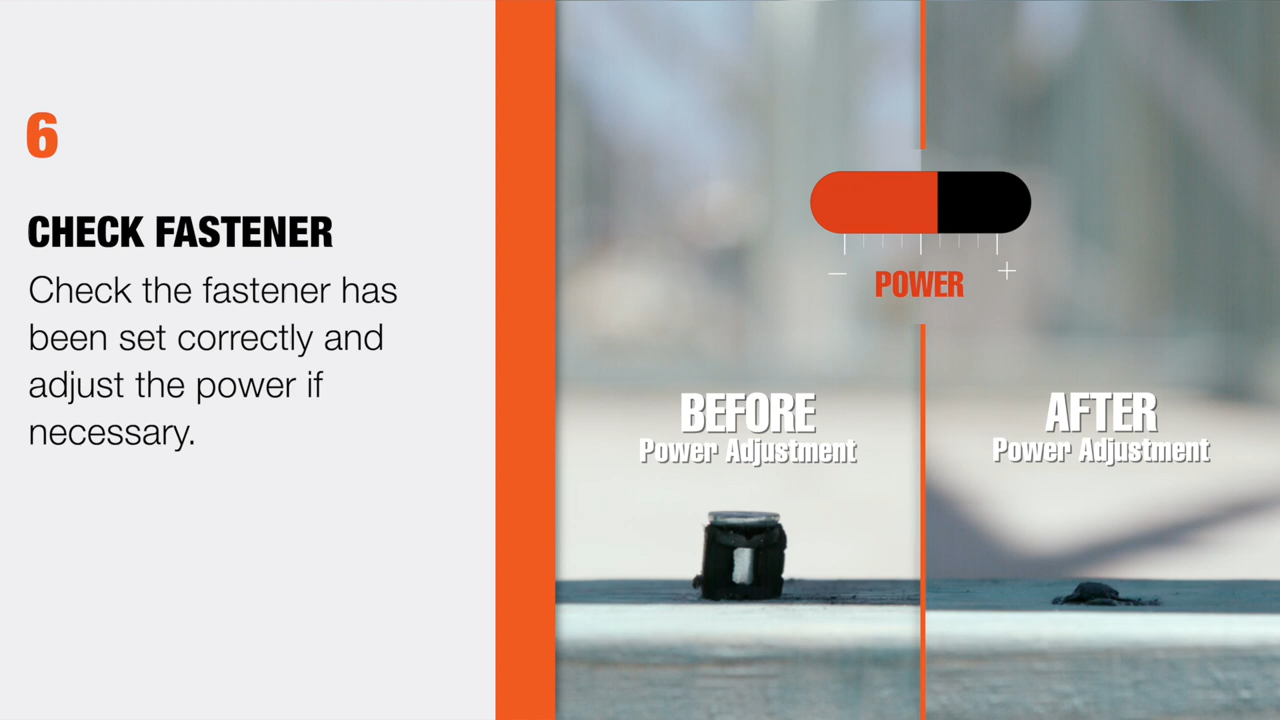 6
CHECK FASTENER
Check the fastener has
been set correctly and
adjust the power if
necessary.
− +
POWER
BEFORE
Power Adjustment
AFTER
Power Adjustment